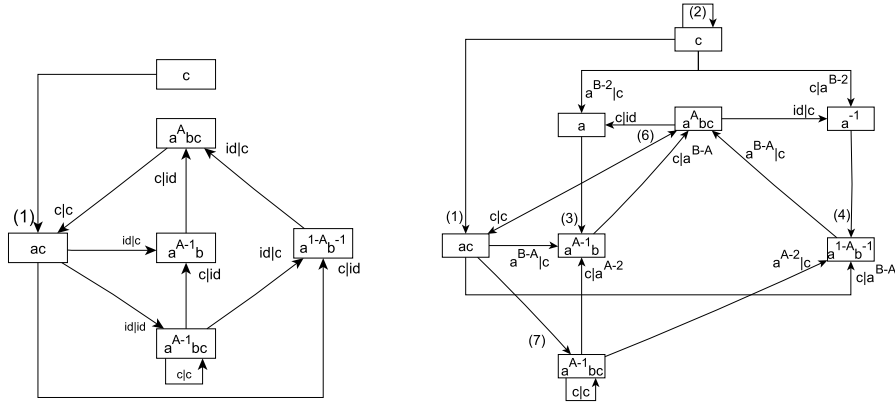 c
a^A bc
id|c
c|c
c|id
(1)
ac
id|c
a^{A-1}b
id|c
a^{1-A}b^{-1}
c|id
c|id
id|id
a^{A-1}bc
c|c
(2)
c
a^{B-2}|c
c|a^{B-2}
a
c|id
a^A bc
id|c
a^{-1}
(6)
c|a^{B-A}
a^{B-A}|c
(1)
c|c
(3)
(4)
ac
a^{A-1}b
a^{1-A}b^{-1}
a^{B-A}|c
c|a^{A-2}
a^{A-2}|c
c|a^{B-A}
(7)
a^{A-1}bc
c|c